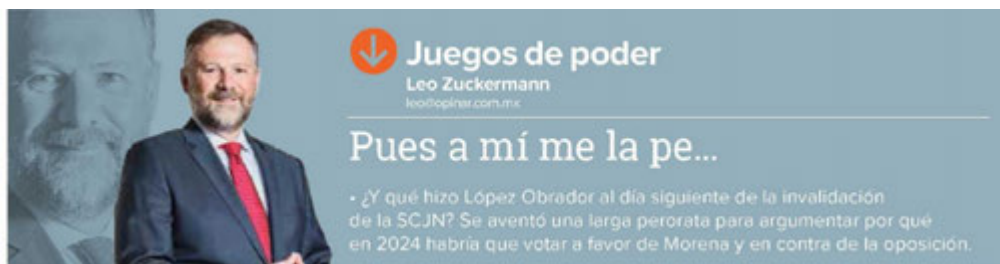 Juegos de poder
Leo Zuckermann
leo@opinar.com.mx
Pues a mí me la pe...
• ¿Y qué hizo López Obrador al día siguiente de la invalidación
de la SCJN? Se aventó una larga perorata para argumentar por qué
en 2024 habría que votar a favor de Morena y en contra de la oposición.